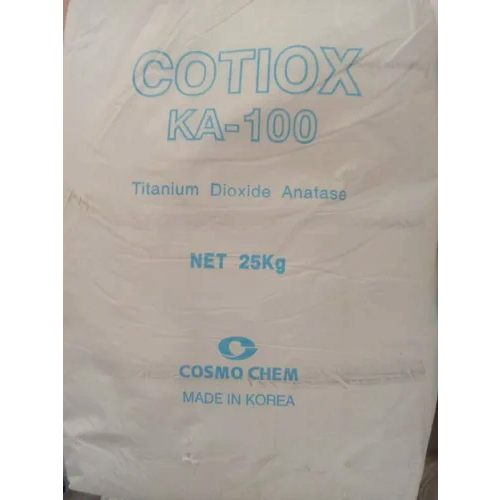 COTIOX
KA-100
Titanium Dioxide Anatase
NET 25Kg
COSMO CHEM
MADE IN KOREA